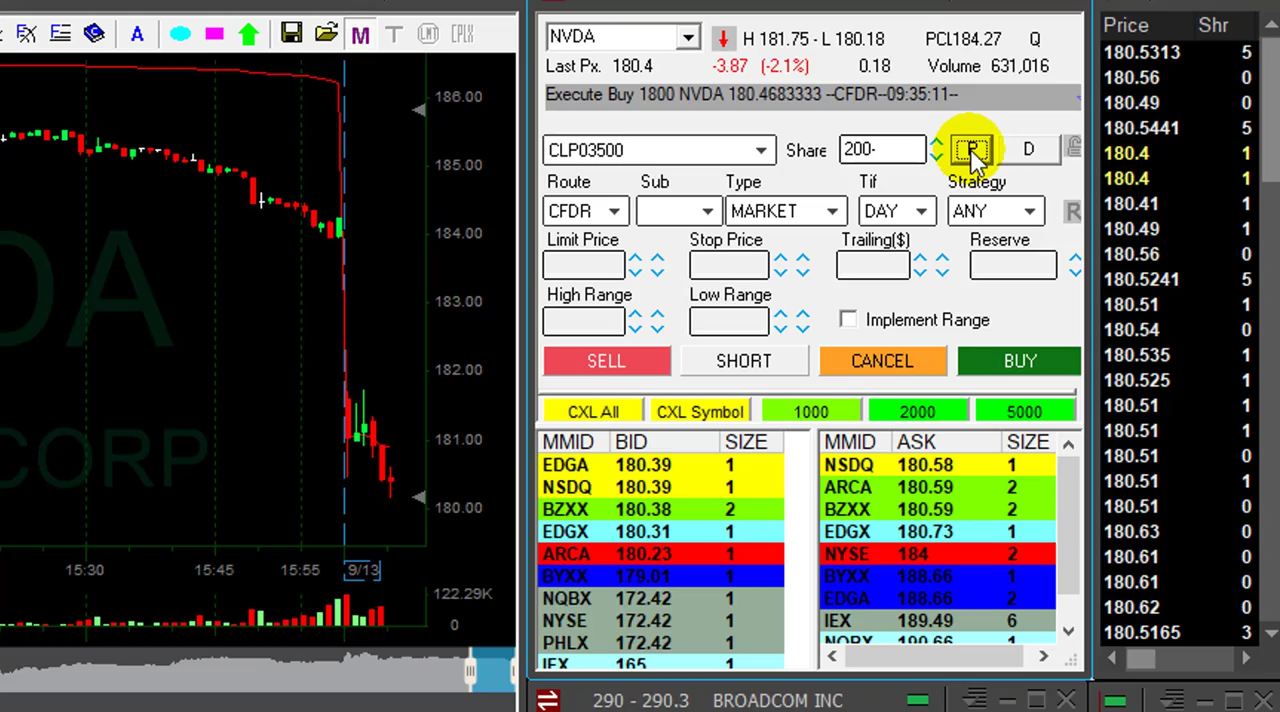 A M T LMT CPLX
186.00
185.00
184.00
183.00
182.00
181.00
180.00
DA
CORP
15:30 15:45 15:55 9/13
122.29K
0
NVDA H 181.75 - L 180.18 PCL184.27 Q
Last Px. 180.4 -3.87 (-2.1%) 0.18 Volume 631,016
Execute Buy 1800 NVDA 180.4683333 --CFDR--09:35:11--
CLP03500 Share 200- P D
Route Sub Type Tif Strategy
CFDR MARKET DAY ANY R
Limit Price Stop Price Trailing($) Reserve
High Range Low Range
Implement Range
SELL SHORT CANCEL BUY
CXL All CXL Symbol 1000 2000 5000
MMID BID SIZE
EDGA 180.39 1
NSDQ 180.39 1
BZXX 180.38 2
EDGX 180.31 1
ARCA 180.23 1
BYXX 179.01 1
NQBX 172.42 1
NYSE 172.42 1
PHLX 172.42 1
IEX 165 1
MMID ASK SIZE
NSDQ 180.58 1
ARCA 180.59 2
BZXX 180.59 2
EDGX 180.73 1
NYSE 184 2
BYXX 188.66 1
EDGA 188.66 2
IEX 189.49 6
NQBX 190.66 1
290 - 290.3 BROADCOM INC
Price Shr
180.5313 5
180.56 0
180.49 0
180.5441 5
180.4 1
180.4 1
180.41 1
180.49 1
180.56 0
180.5241 5
180.51 1
180.54 0
180.535 1
180.525 1
180.51 1
180.51 1
180.51 0
180.51 1
180.63 0
180.61 0
180.61 0
180.62 0
180.5165 3